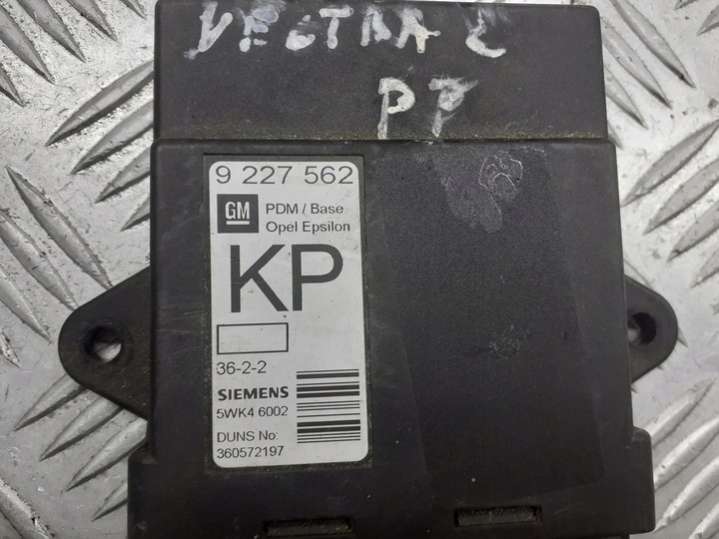 VECTRA C
PP
9 227 562
GM
PDM / Base
Opel Epsilon
KP
36-2-2
SIEMENS
5WK4 6002
DUNS No:
360572197